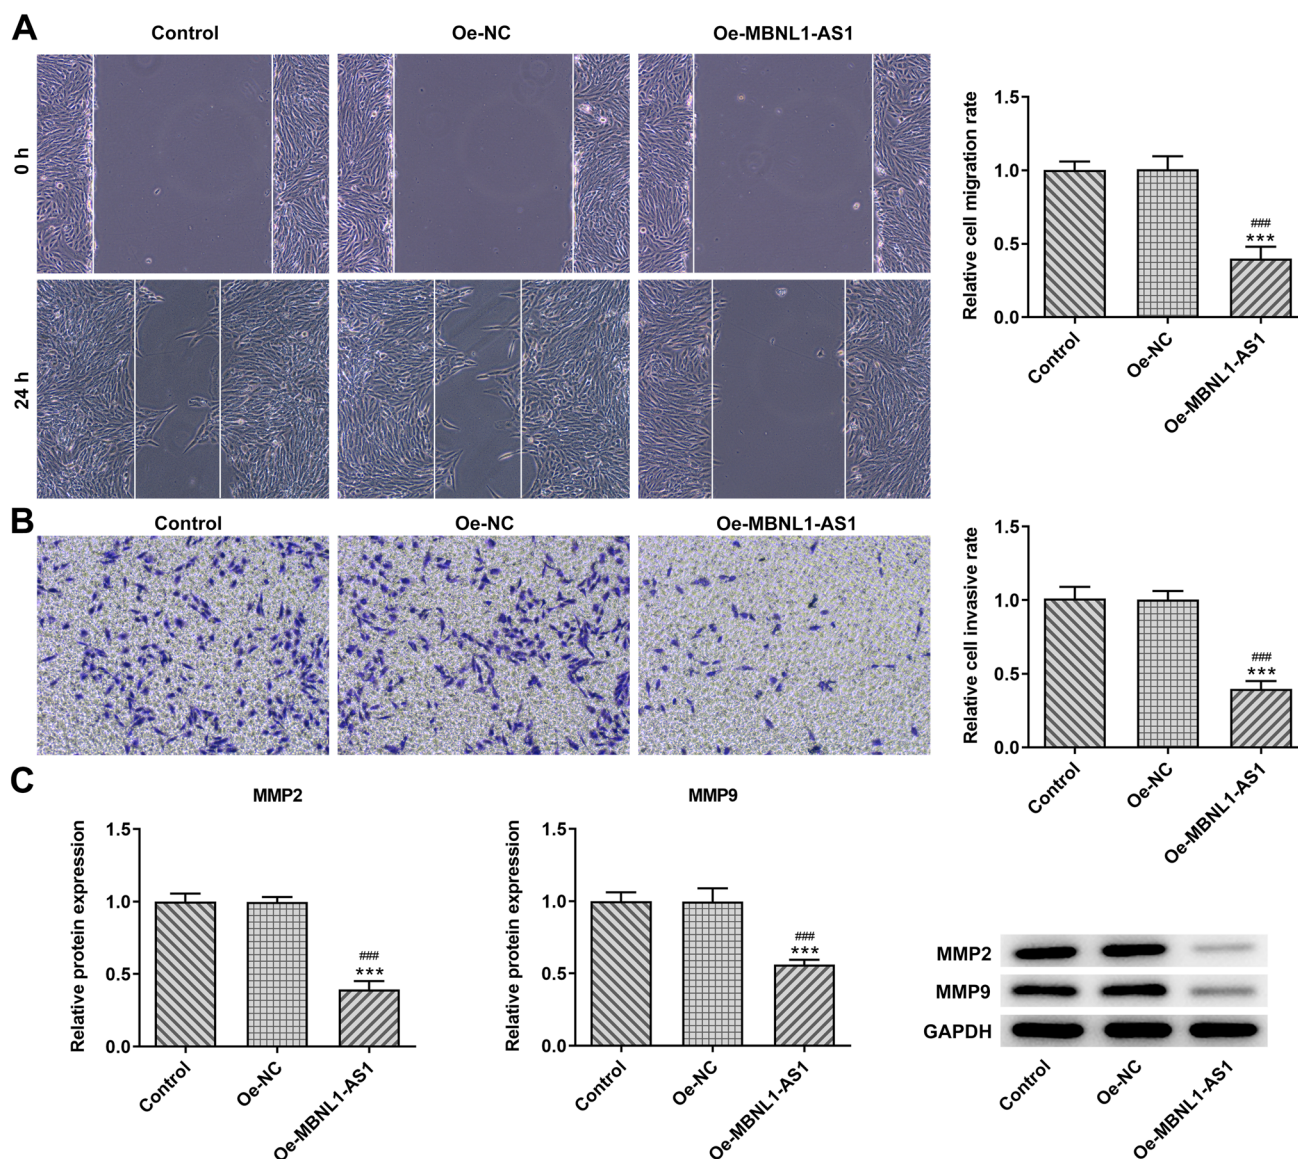 A
Control
Oe-NC
Oe-MBNL1-AS1
0 h
24 h
Relative cell migration rate
1.5
1.0
0.5
0.0
###
***
Control
Oe-NC
Oe-MBNL1-AS1
B
Control
Oe-NC
Oe-MBNL1-AS1
Relative cell invasive rate
1.5
1.0
0.5
0.0
###
***
Control
Oe-NC
Oe-MBNL1-AS1
C
MMP2
Relative protein expression
1.5
1.0
0.5
0.0
###
***
Control
Oe-NC
Oe-MBNL1-AS1
MMP9
Relative protein expression
1.5
1.0
0.5
0.0
###
***
Control
Oe-NC
Oe-MBNL1-AS1
MMP2
MMP9
GAPDH
Control
Oe-NC
Oe-MBNL1-AS1